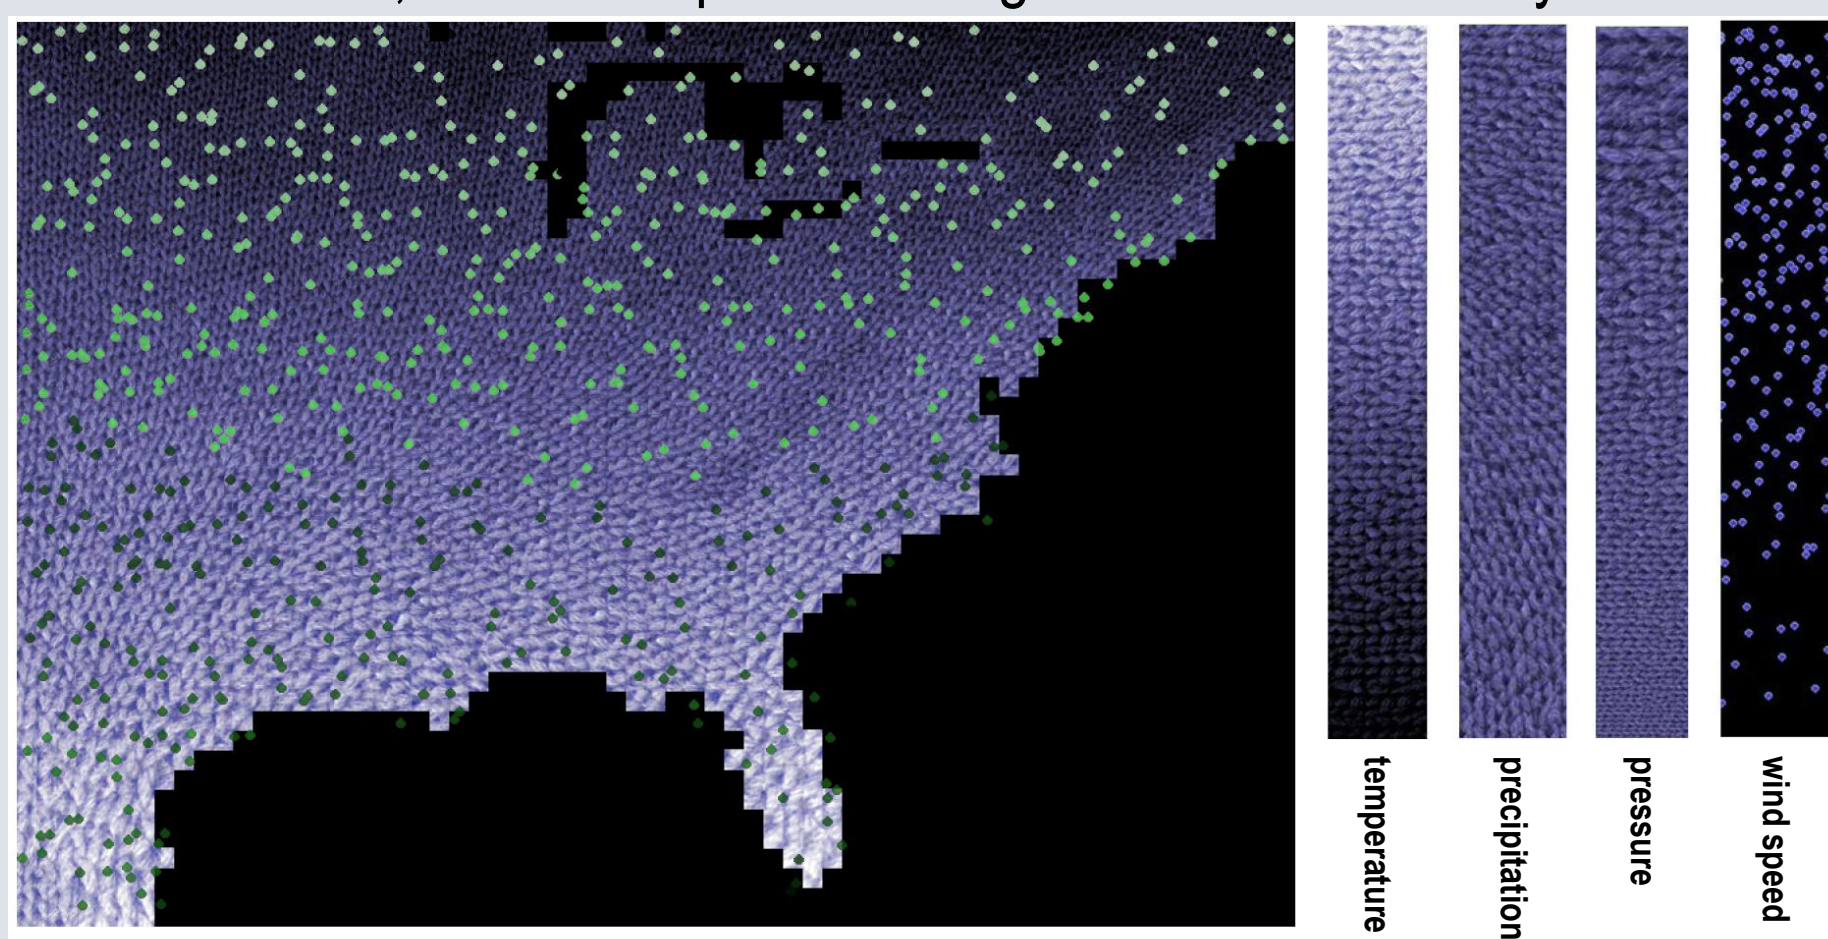 temperature
precipitation
pressure
wind speed